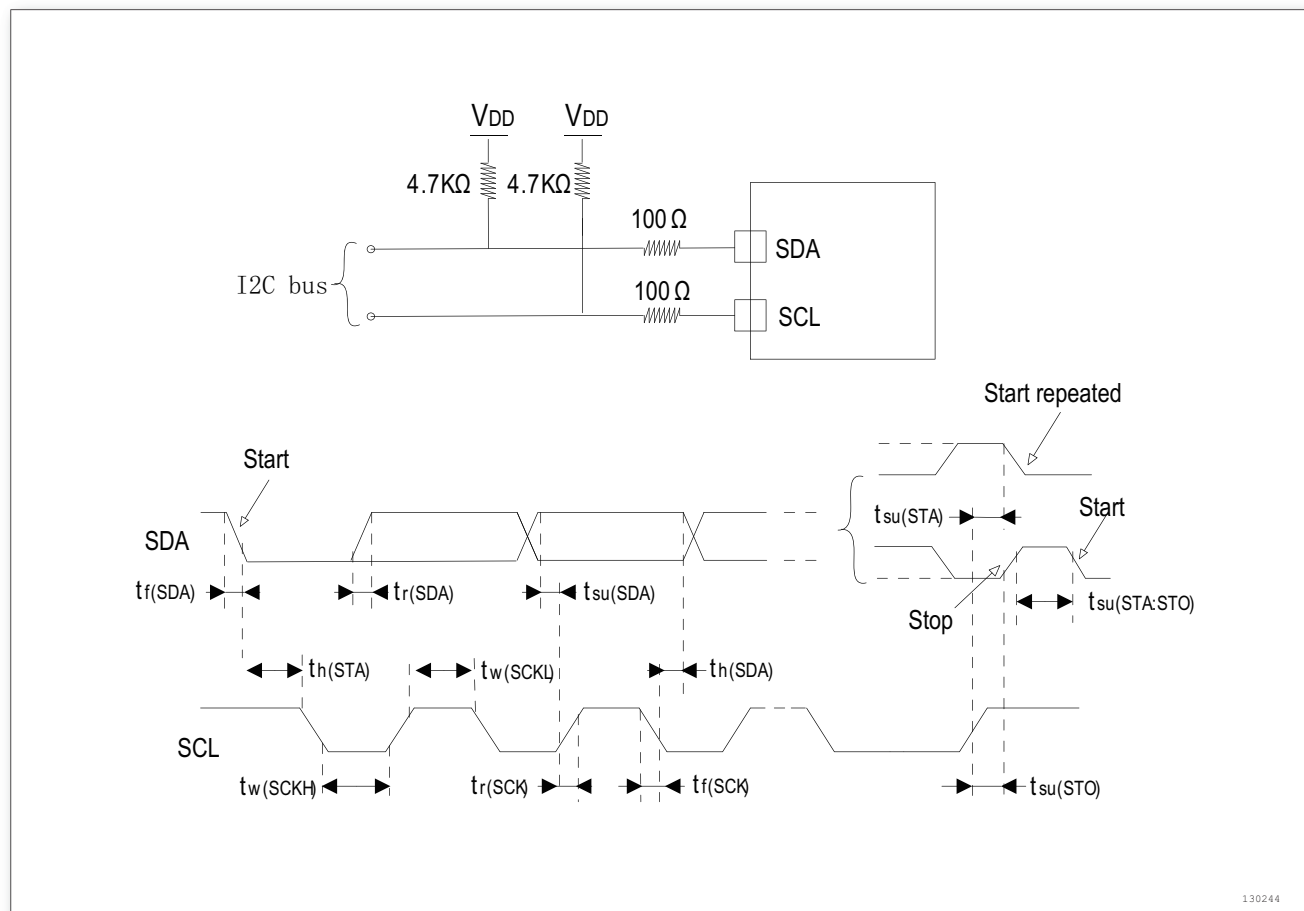 VDD VDD
4.7KΩ 4.7KΩ
100 Ω
SDA
I2C bus
100 Ω
SCL
Start repeated
Start
tsu(STA)
Start
SDA
tf(SDA) tr(SDA) tsu(SDA)
Stop
tsu(STA:STO)
th(STA) tw(SCKL) th(SDA)
SCL
tw(SCKH) tr(SCK) tf(SCK) tsu(STO)
130244